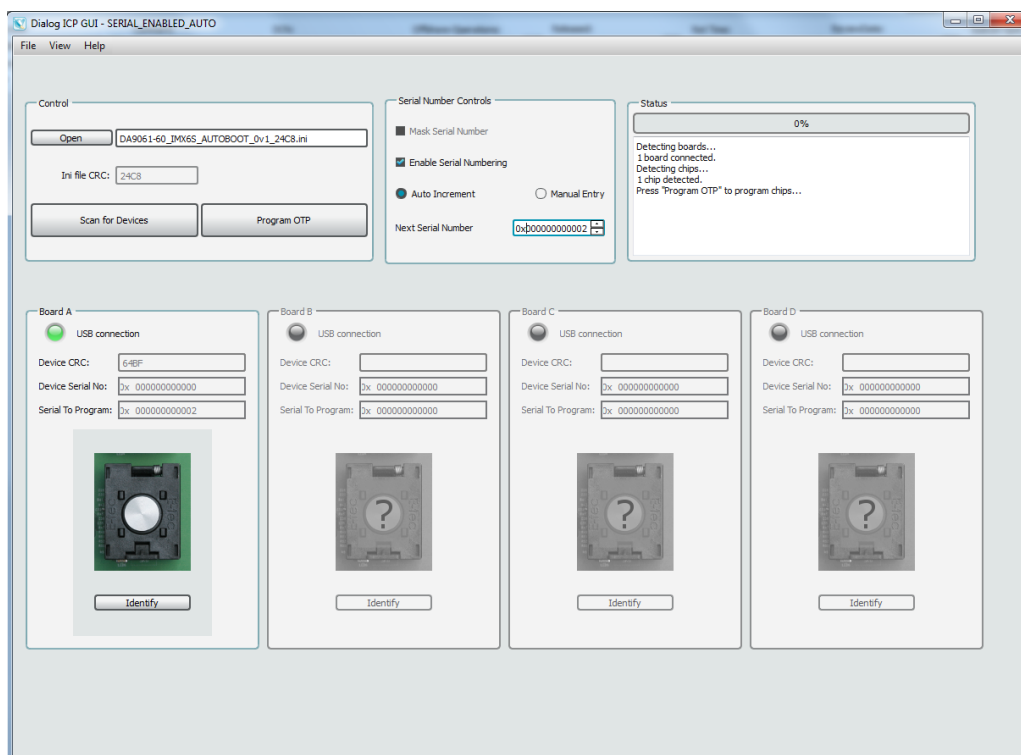 Dialog ICP GUI - SERIAL_ENABLED_AUTO
File View Help
Control
Open DA9061-60_IMX6S_AUTOBOOT_0v1_24C8.ini
Ini file CRC: 24C8
Scan for Devices Program OTP
Serial Number Controls
Mask Serial Number
Enable Serial Numbering
Auto Increment Manual Entry
Next Serial Number 0x000000000002
Status
0%
Detecting boards...
1 board connected.
Detecting chips...
1 chip detected.
Press "Program OTP" to program chips...
Board A
USB connection
Device CRC: 64BF
Device Serial No: 0x 000000000000
Serial To Program: 0x 000000000002
Identify
Board B
USB connection
Device CRC:
Device Serial No: 0x 000000000000
Serial To Program: 0x 000000000000
?
Identify
Board C
USB connection
Device CRC:
Device Serial No: 0x 000000000000
Serial To Program: 0x 000000000000
?
Identify
Board D
USB connection
Device CRC:
Device Serial No: 0x 000000000000
Serial To Program: 0x 000000000000
?
Identify